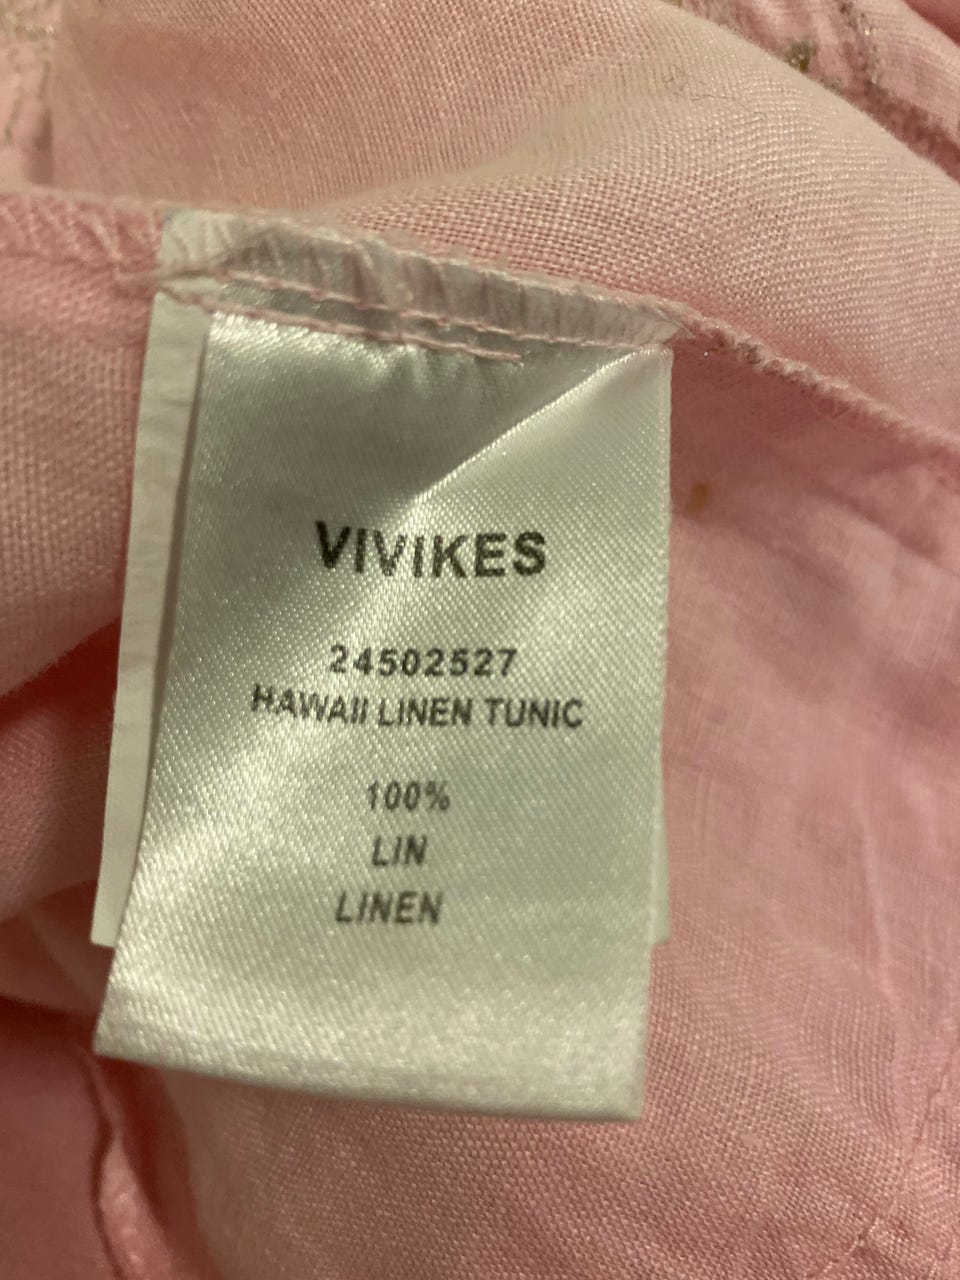 VIVIKES
24502527
HAWAII LINEN TUNIC
100%
LIN
LINEN